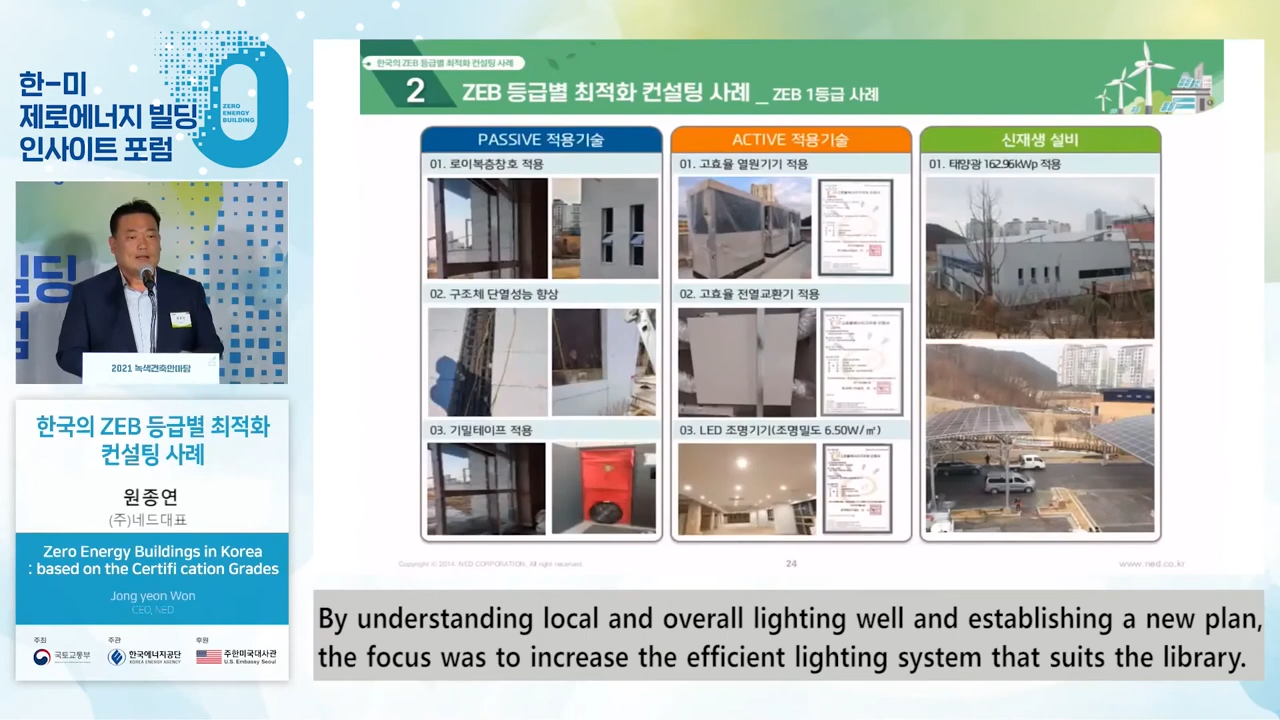 한-미
제로에너지 빌딩
인사이트 포럼
ZERO
ENERGY
BUILDING
2021 녹색건축한마당
한국의 ZEB 등급별 최적화
컨설팅 사례
원종연
(주)네드대표
Zero Energy Buildings in Korea
: based on the Certifi cation Grades
Jong yeon Won
CEO, NED
주최
국토교통부
주관
한국에너지공단
KOREA ENERGY AGENCY
후원
주한미국대사관
U.S. Embassy Seoul
한국의 ZEB 등급별 최적화 컨설팅 사례
2
ZEB 등급별 최적화 컨설팅 사례 _ ZEB 1등급 사례
PASSIVE 적용기술
01. 로이복층창호 적용
02. 구조체 단열성능 향상
03. 기밀테이프 적용
ACTIVE 적용기술
01. 고효율 열원기기 적용
02. 고효율 전열교환기 적용
03. LED 조명기기(조명밀도 6.50W/㎡)
신재생 설비
01. 태양광 162.96kWp 적용
Copyright © 2014. NED CORPORATION, All right reserved.
24
www.ned.co.kr
By understanding local and overall lighting well and establishing a new plan,
the focus was to increase the efficient lighting system that suits the library.